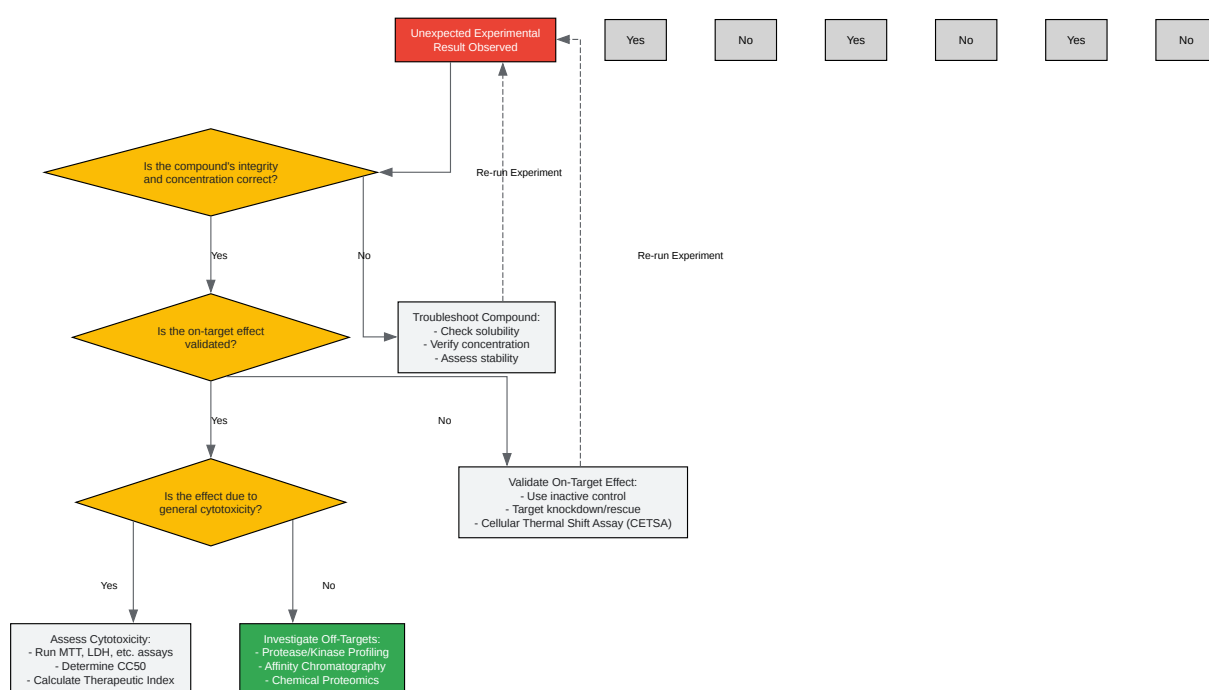 Unexpected Experimental
Result Observed
Yes
No
Yes
No
Yes
No
Is the compound's integrity
and concentration correct?
Re-run Experiment
Yes
No
Re-run Experiment
Is the on-target effect
validated?
Troubleshoot Compound:
- Check solubility
- Verify concentration
- Assess stability
Yes
No
Is the effect due to
general cytotoxicity?
Validate On-Target Effect:
- Use inactive control
- Target knockdown/rescue
- Cellular Thermal Shift Assay (CETSA)
Yes
No
Assess Cytotoxicity:
- Run MTT, LDH, etc. assays
- Determine CC50
- Calculate Therapeutic Index
Investigate Off-Targets:
- Protease/Kinase Profiling
- Affinity Chromatography
- Chemical Proteomics